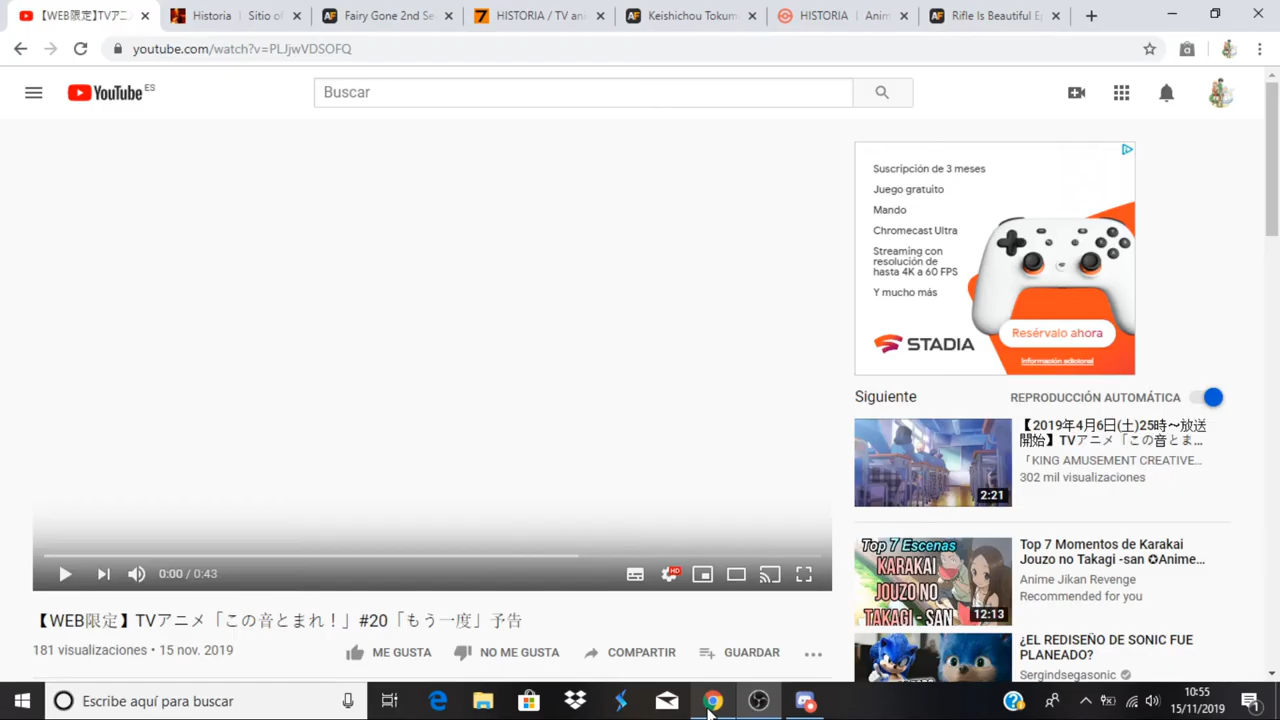 【WEB限定】TVアニメ
Historia | Sitio of
Fairy Gone 2nd Se
HISTORIA / TV ani
Keishichou Tokum
HISTORIA | Anim
Rifle Is Beautiful E
youtube.com/watch?v=PLJjwVDSOFQ
YouTube ES
Buscar
Suscripción de 3 meses
Juego gratuito
Mando
Chromecast Ultra
Streaming con
resolución de
hasta 4K a 60 FPS
Y mucho más
Resérvalo ahora
STADIA
Información adicional
Siguiente
REPRODUCCIÓN AUTOMÁTICA
【2019年4月6日(土)25時〜放送
開始】TVアニメ「この音とま...
「KING AMUSEMENT CREATIVE...
302 mil visualizaciones
2:21
Top 7 Escenas
KARAKAI
JOUZO NO
TAKAGI - SAN
12:13
Top 7 Momentos de Karakai
Jouzo no Takagi -san ✪Anime...
Anime Jikan Revenge
Recommended for you
0:00 / 0:43
HD
【WEB限定】TVアニメ「この音とまれ！」#20「もう一度」予告
181 visualizaciones • 15 nov. 2019
ME GUSTA
NO ME GUSTA
COMPARTIR
GUARDAR
¿EL REDISEÑO DE SONIC FUE
PLANEADO?
Sergindsegasonic
Escribe aquí para buscar
10:55
15/11/2019
1